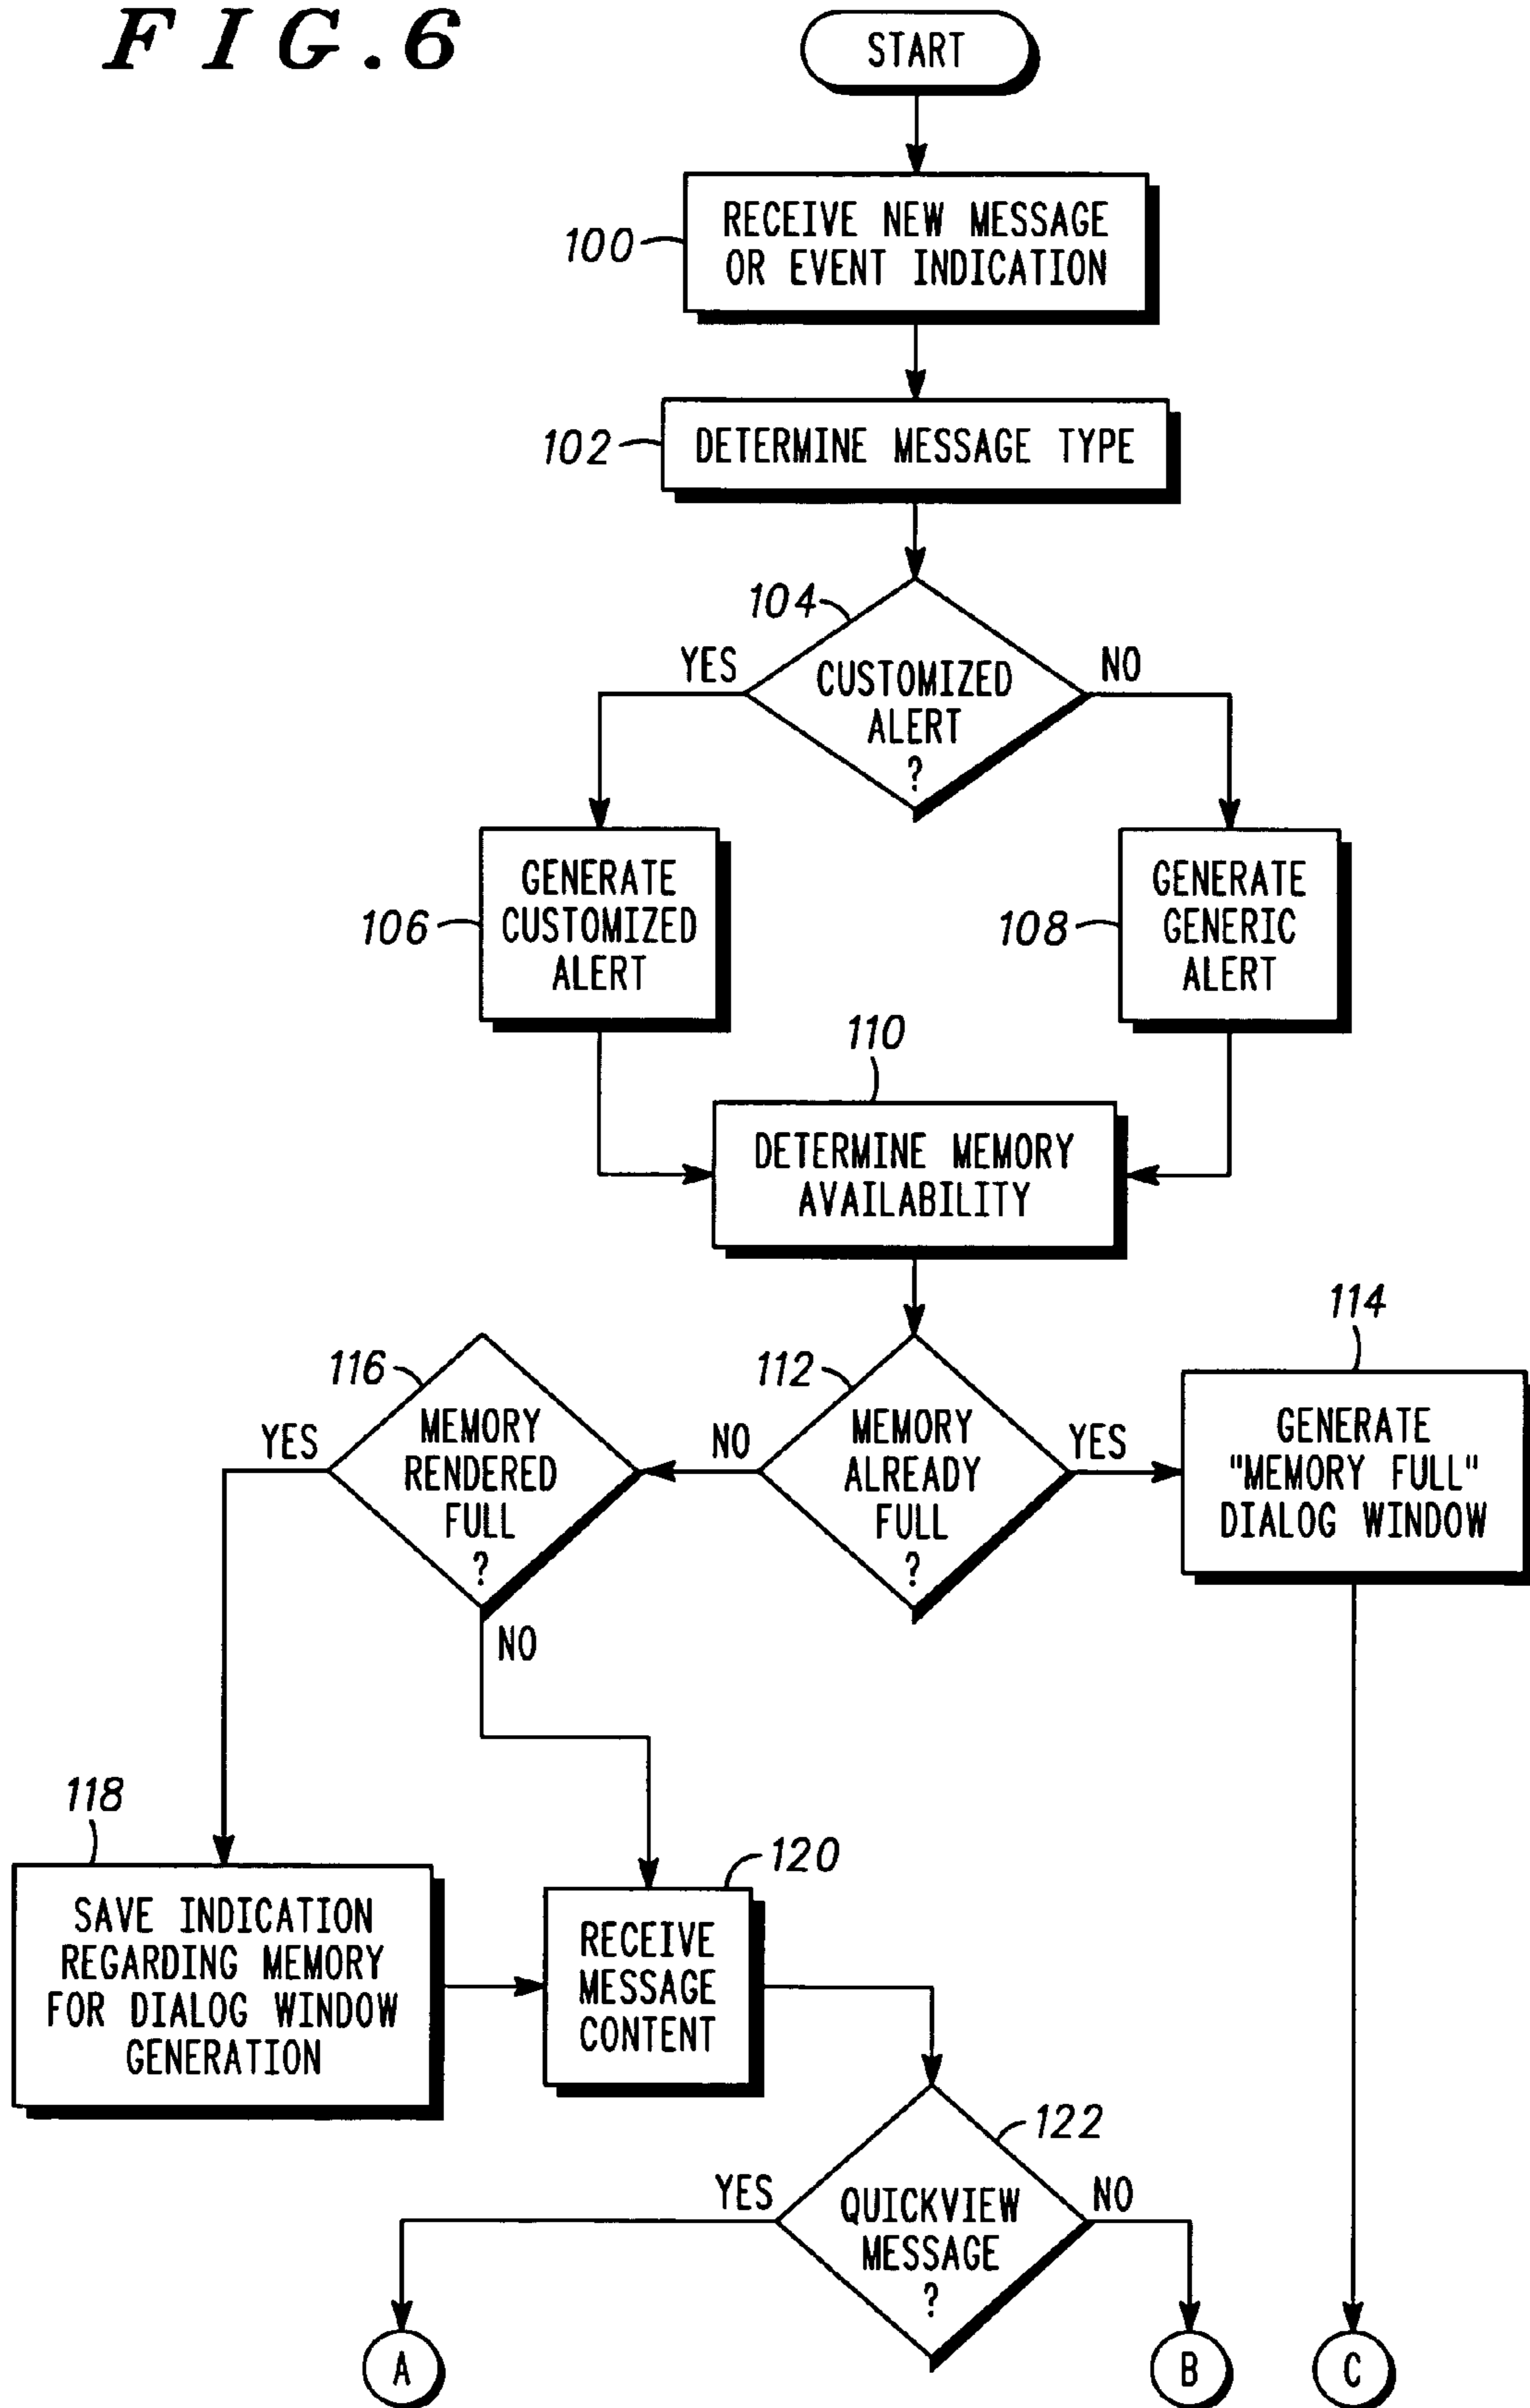 FIG.6
START
100
RECEIVE NEW MESSAGE
OR EVENT INDICATION
102
DETERMINE MESSAGE TYPE
104
YES
CUSTOMIZED
ALERT
?
NO
106
GENERATE
CUSTOMIZED
ALERT
108
GENERATE
GENERIC
ALERT
110
DETERMINE MEMORY
AVAILABILITY
116
YES
MEMORY
RENDERED
FULL
?
NO
112
NO
MEMORY
ALREADY
FULL
?
YES
114
GENERATE
"MEMORY FULL"
DIALOG WINDOW
118
SAVE INDICATION
REGARDING MEMORY
FOR DIALOG WINDOW
GENERATION
120
RECEIVE
MESSAGE
CONTENT
122
YES
QUICKVIEW
MESSAGE
?
NO
A
B
C